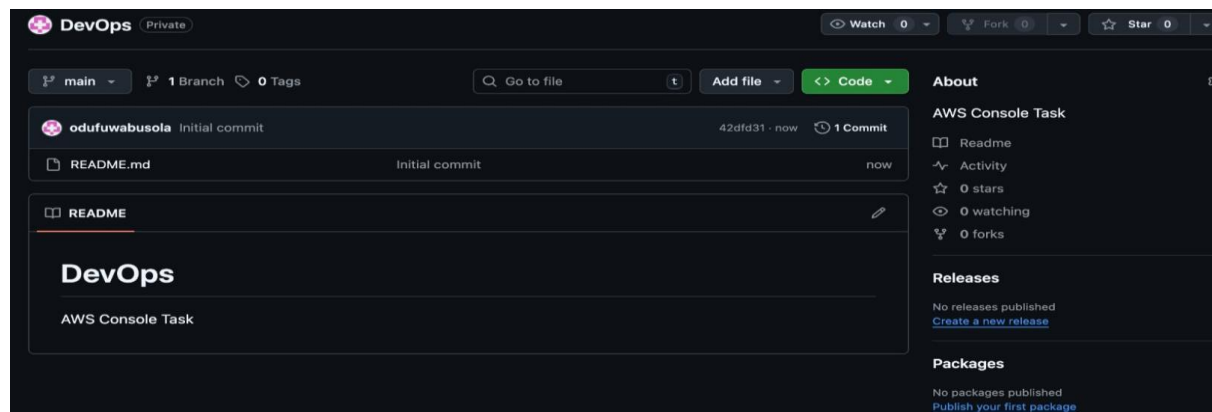 DevOps Private Watch 0 Fork 0 Star 0
main 1 Branch 0 Tags Go to file t Add file <> Code
odufuwabusola Initial commit 42dfd31 · now 1 Commit
README.md Initial commit now
README
DevOps
AWS Console Task
About
AWS Console Task
Readme
Activity
0 stars
0 watching
0 forks
Releases
No releases published
Create a new release
Packages
No packages published
Publish your first package